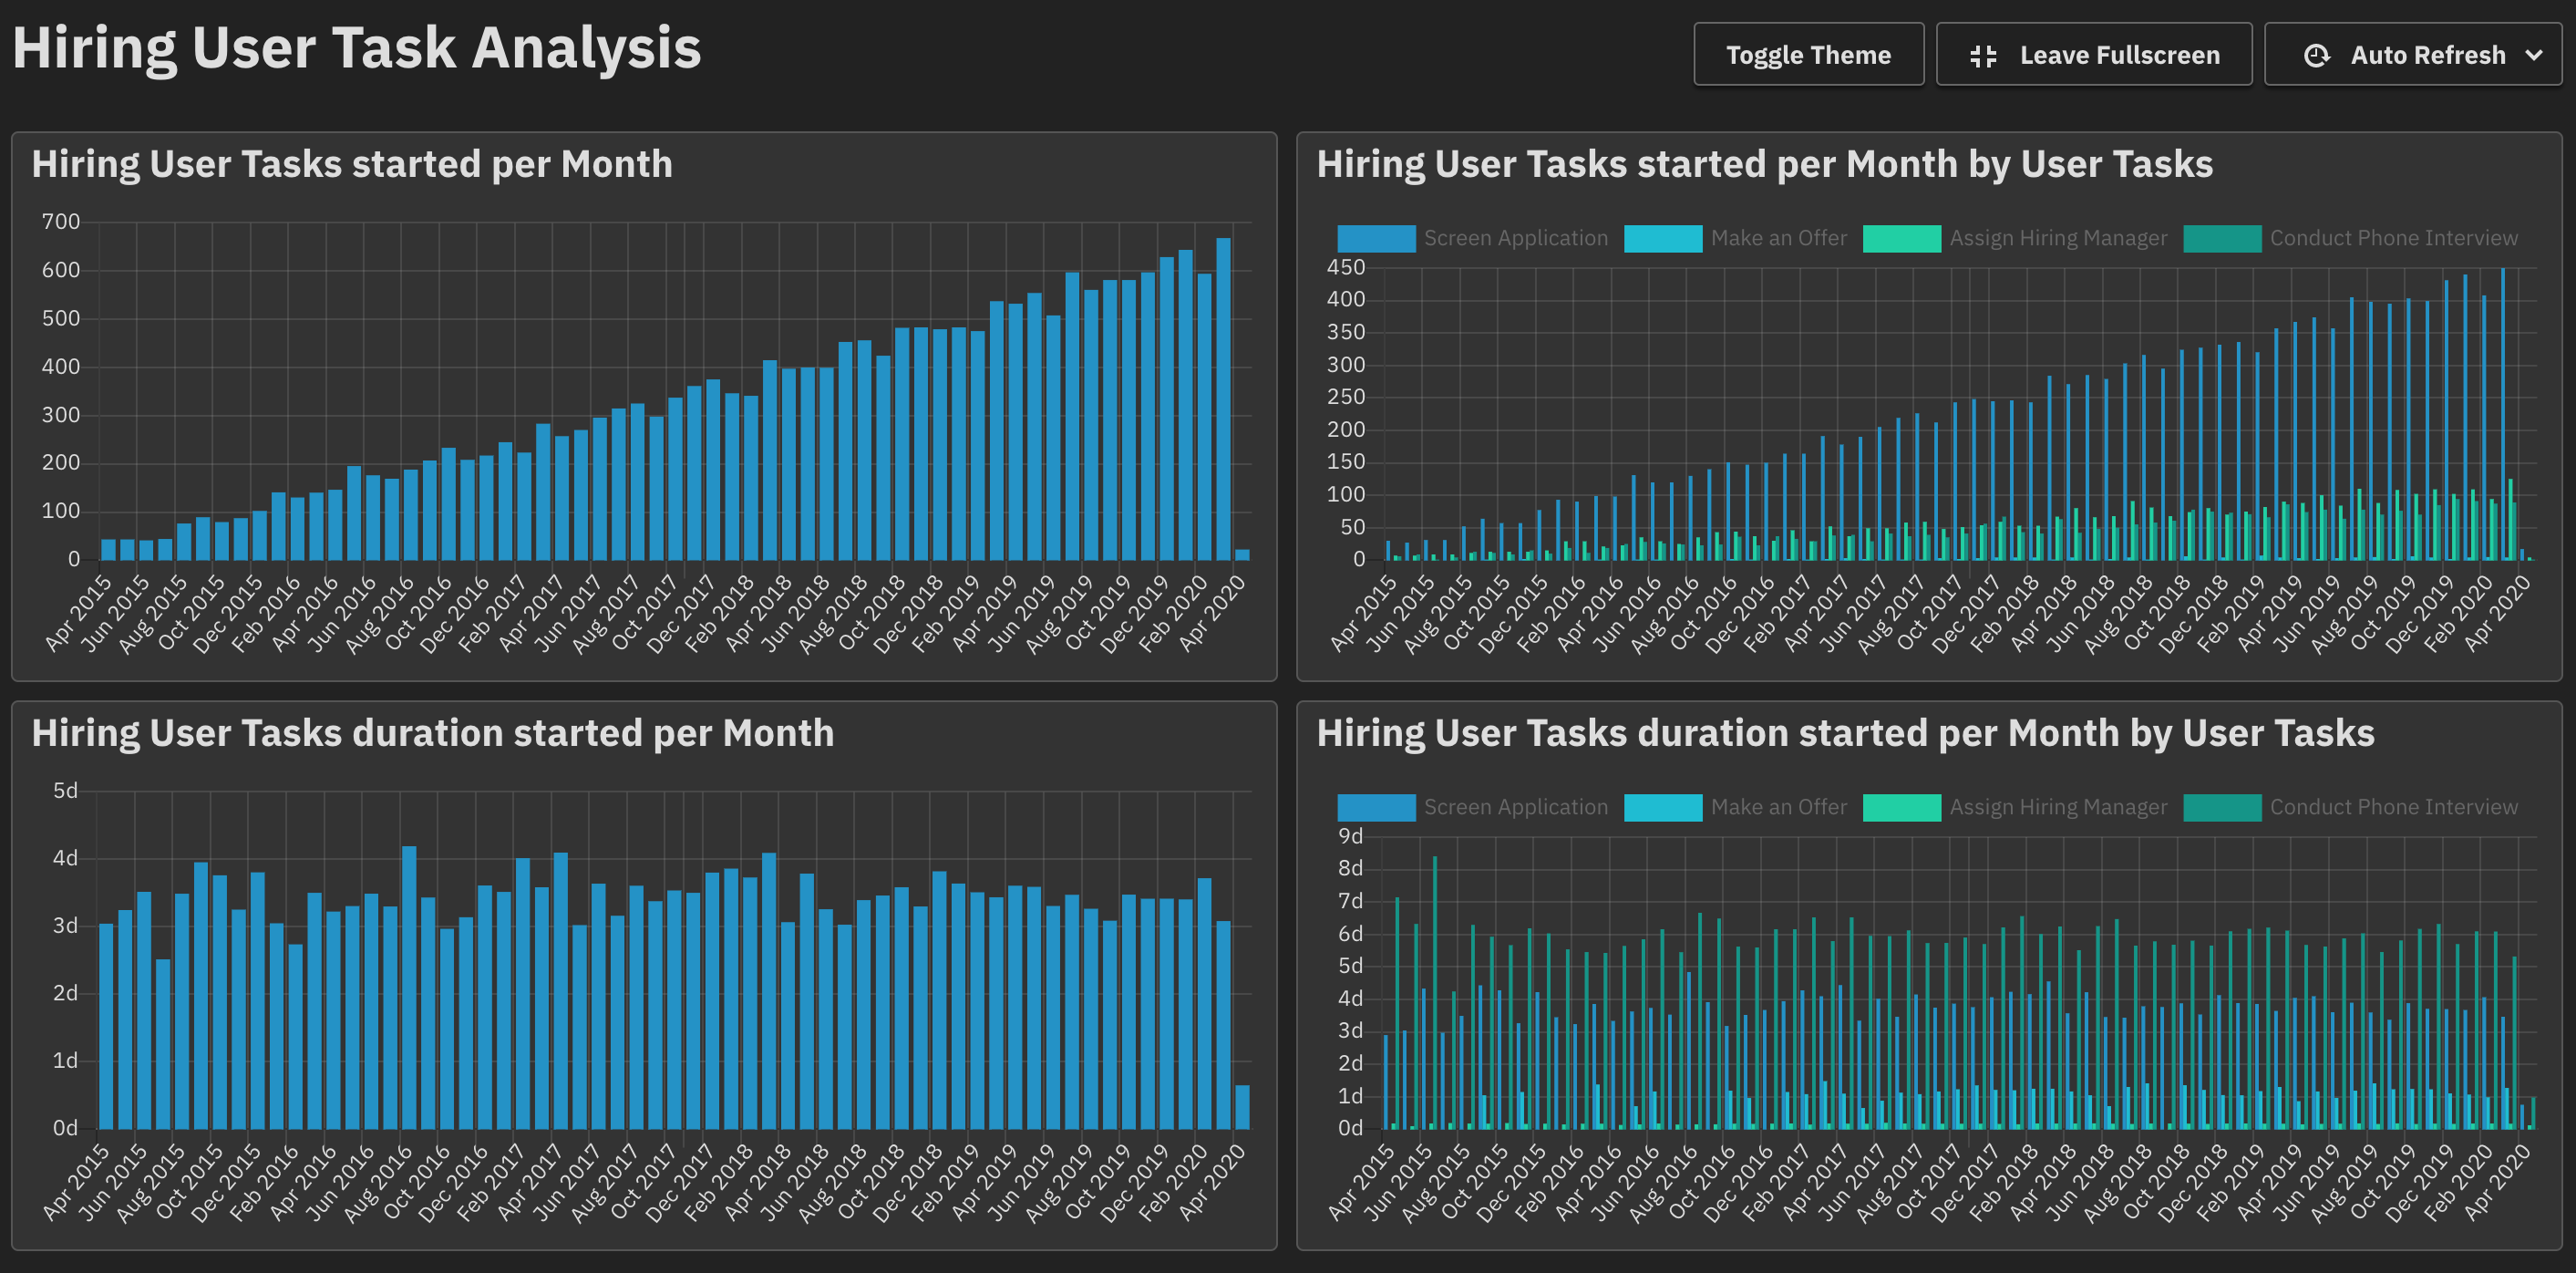 Hiring User Task Analysis
Toggle Theme
Leave Fullscreen
Auto Refresh
Hiring User Tasks started per Month
700
600
500
400
300
200
100
0
Apr 2015
Jun 2015
Aug 2015
Oct 2015
Dec 2015
Feb 2016
Apr 2016
Jun 2016
Aug 2016
Oct 2016
Dec 2016
Feb 2017
Apr 2017
Jun 2017
Aug 2017
Oct 2017
Dec 2017
Feb 2018
Apr 2018
Jun 2018
Aug 2018
Oct 2018
Dec 2018
Feb 2019
Apr 2019
Jun 2019
Aug 2019
Oct 2019
Dec 2019
Feb 2020
Apr 2020
Hiring User Tasks started per Month by User Tasks
Screen Application
Make an Offer
Assign Hiring Manager
Conduct Phone Interview
450
400
350
300
250
200
150
100
50
0
Apr 2015
Jun 2015
Aug 2015
Oct 2015
Dec 2015
Feb 2016
Apr 2016
Jun 2016
Aug 2016
Oct 2016
Dec 2016
Feb 2017
Apr 2017
Jun 2017
Aug 2017
Oct 2017
Dec 2017
Feb 2018
Apr 2018
Jun 2018
Aug 2018
Oct 2018
Dec 2018
Feb 2019
Apr 2019
Jun 2019
Aug 2019
Oct 2019
Dec 2019
Feb 2020
Apr 2020
Hiring User Tasks duration started per Month
5d
4d
3d
2d
1d
0d
Apr 2015
Jun 2015
Aug 2015
Oct 2015
Dec 2015
Feb 2016
Apr 2016
Jun 2016
Aug 2016
Oct 2016
Dec 2016
Feb 2017
Apr 2017
Jun 2017
Aug 2017
Oct 2017
Dec 2017
Feb 2018
Apr 2018
Jun 2018
Aug 2018
Oct 2018
Dec 2018
Feb 2019
Apr 2019
Jun 2019
Aug 2019
Oct 2019
Dec 2019
Feb 2020
Apr 2020
Hiring User Tasks duration started per Month by User Tasks
Screen Application
Make an Offer
Assign Hiring Manager
Conduct Phone Interview
9d
8d
7d
6d
5d
4d
3d
2d
1d
0d
Apr 2015
Jun 2015
Aug 2015
Oct 2015
Dec 2015
Feb 2016
Apr 2016
Jun 2016
Aug 2016
Oct 2016
Dec 2016
Feb 2017
Apr 2017
Jun 2017
Aug 2017
Oct 2017
Dec 2017
Feb 2018
Apr 2018
Jun 2018
Aug 2018
Oct 2018
Dec 2018
Feb 2019
Apr 2019
Jun 2019
Aug 2019
Oct 2019
Dec 2019
Feb 2020
Apr 2020